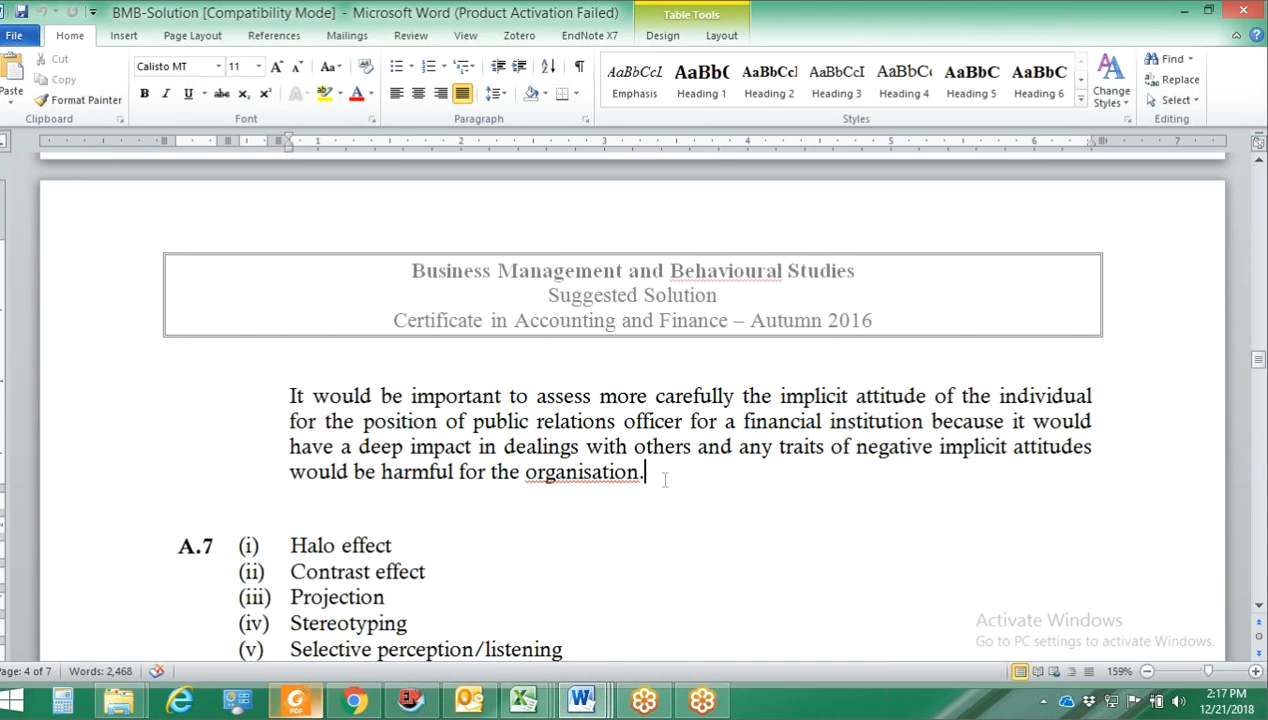 BMB-Solution [Compatibility Mode] - Microsoft Word (Product Activation Failed)
Table Tools
File Home Insert Page Layout References Mailings Review View Zotero EndNote X7 Design Layout
Cut
Copy
Paste
Format Painter
Clipboard
Calisto MT 11
Font
Paragraph
AaBbCcI AaBbC AaBbCcl AaBbCcI AaBbCcL AaBbC AaBbC
Emphasis Heading 1 Heading 2 Heading 3 Heading 4 Heading 5 Heading 6
Styles
Change
Styles
Find
Replace
Select
Editing
1 2 3 4 5 6 7
Business Management and Behavioural Studies
Suggested Solution
Certificate in Accounting and Finance – Autumn 2016
It would be important to assess more carefully the implicit attitude of the individual
for the position of public relations officer for a financial institution because it would
have a deep impact in dealings with others and any traits of negative implicit attitudes
would be harmful for the organisation.
A.7 (i) Halo effect
(ii) Contrast effect
(iii) Projection
(iv) Stereotyping
(v) Selective perception/listening
Activate Windows
Go to PC settings to activate Windows.
Page: 4 of 7 Words: 2,468 159%
2:17 PM
12/21/2018